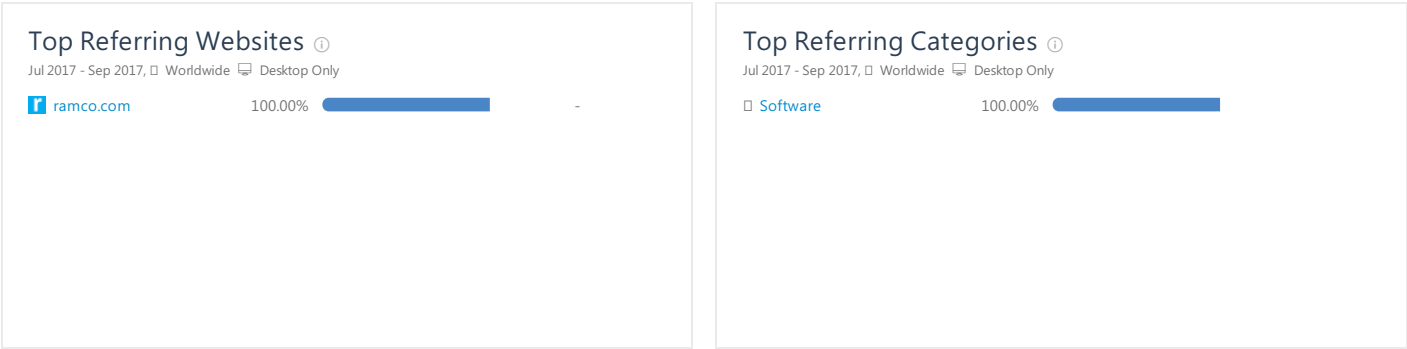 Top Referring Websites
Jul 2017 - Sep 2017, Worldwide Desktop Only
ramco.com 100.00% -
Top Referring Categories
Jul 2017 - Sep 2017, Worldwide Desktop Only
Software 100.00%